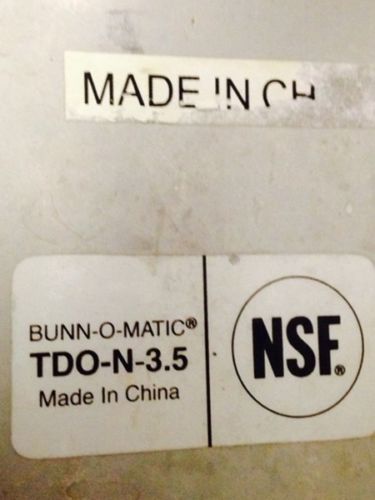 MADE IN CH
BUNN-O-MATIC®
TDO-N-3.5
Made In China
NSF®